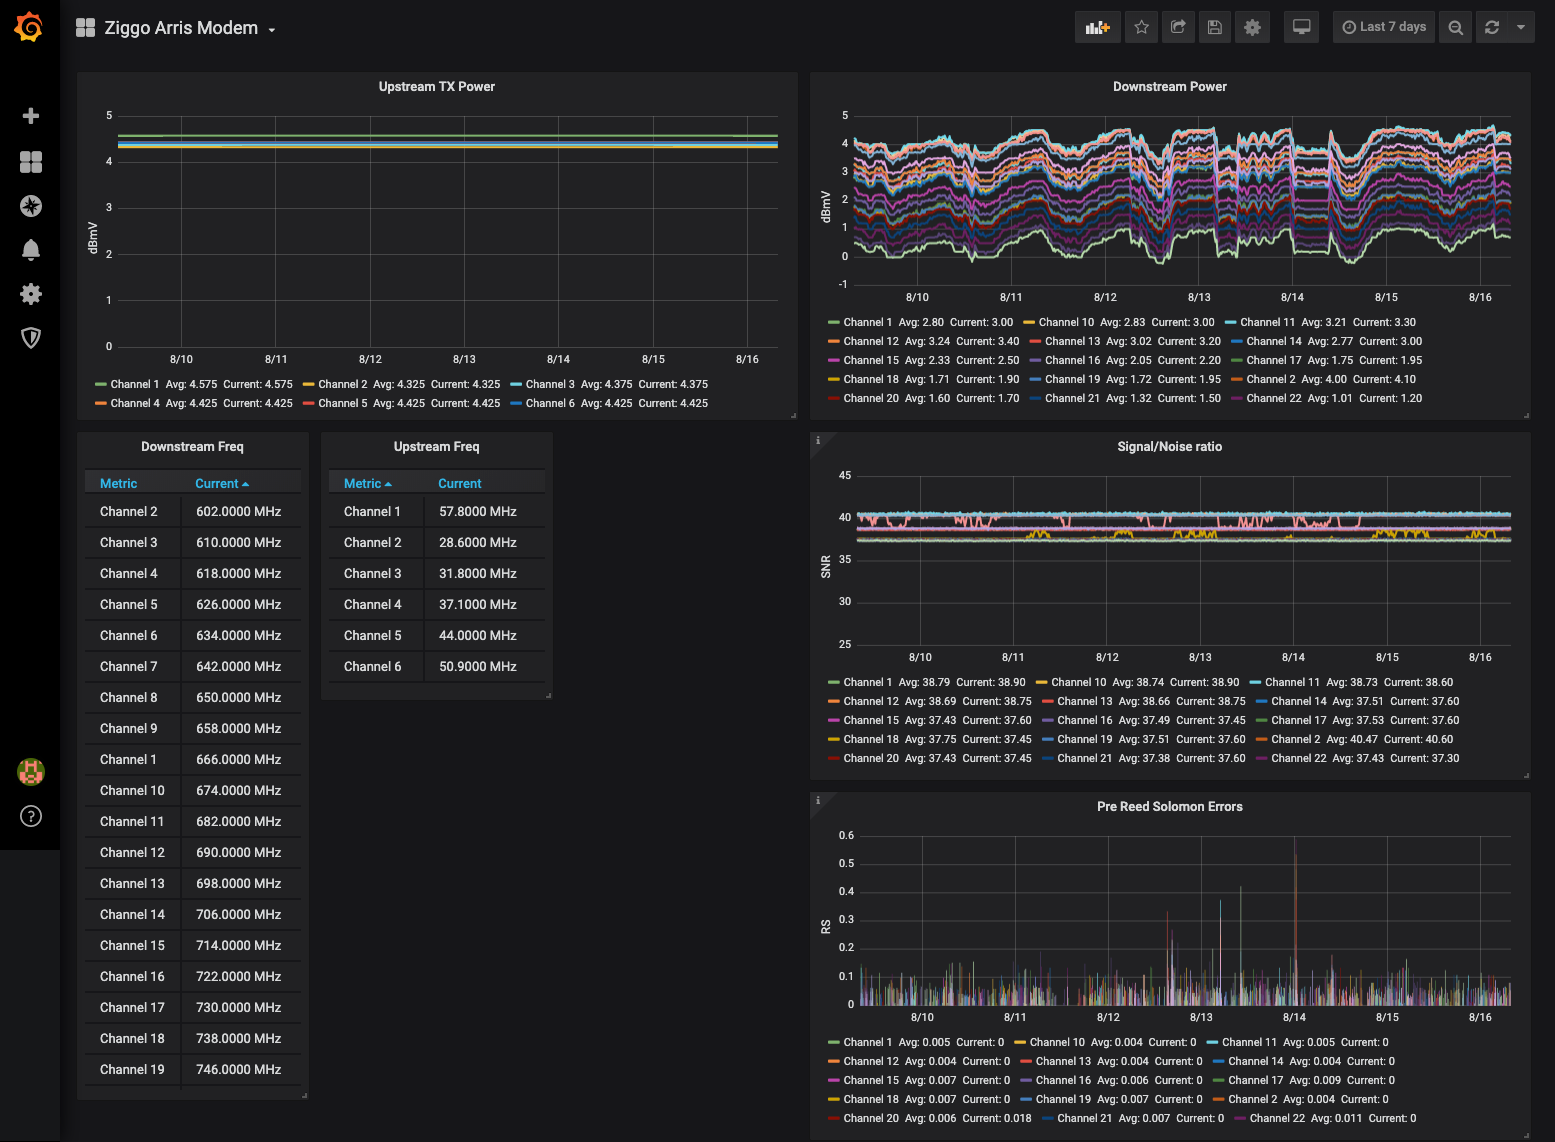 Ziggo Arris Modem
Last 7 days
Upstream TX Power
5
4
3
2
1
0
dBmV
8/10 8/11 8/12 8/13 8/14 8/15 8/16
Channel 1 Avg: 4.575 Current: 4.575 Channel 2 Avg: 4.325 Current: 4.325 Channel 3 Avg: 4.375 Current: 4.375
Channel 4 Avg: 4.425 Current: 4.425 Channel 5 Avg: 4.425 Current: 4.425 Channel 6 Avg: 4.425 Current: 4.425
Downstream Power
5
4
3
2
1
0
-1
dBmV
8/10 8/11 8/12 8/13 8/14 8/15 8/16
Channel 1 Avg: 2.80 Current: 3.00 Channel 10 Avg: 2.83 Current: 3.00 Channel 11 Avg: 3.21 Current: 3.30
Channel 12 Avg: 3.24 Current: 3.40 Channel 13 Avg: 3.02 Current: 3.20 Channel 14 Avg: 2.77 Current: 3.00
Channel 15 Avg: 2.33 Current: 2.50 Channel 16 Avg: 2.05 Current: 2.20 Channel 17 Avg: 1.75 Current: 1.95
Channel 18 Avg: 1.71 Current: 1.90 Channel 19 Avg: 1.72 Current: 1.95 Channel 2 Avg: 4.00 Current: 4.10
Channel 20 Avg: 1.60 Current: 1.70 Channel 21 Avg: 1.32 Current: 1.50 Channel 22 Avg: 1.01 Current: 1.20
Downstream Freq
Metric Current
Channel 2 602.0000 MHz
Channel 3 610.0000 MHz
Channel 4 618.0000 MHz
Channel 5 626.0000 MHz
Channel 6 634.0000 MHz
Channel 7 642.0000 MHz
Channel 8 650.0000 MHz
Channel 9 658.0000 MHz
Channel 1 666.0000 MHz
Channel 10 674.0000 MHz
Channel 11 682.0000 MHz
Channel 12 690.0000 MHz
Channel 13 698.0000 MHz
Channel 14 706.0000 MHz
Channel 15 714.0000 MHz
Channel 16 722.0000 MHz
Channel 17 730.0000 MHz
Channel 18 738.0000 MHz
Channel 19 746.0000 MHz
Upstream Freq
Metric Current
Channel 1 57.8000 MHz
Channel 2 28.6000 MHz
Channel 3 31.8000 MHz
Channel 4 37.1000 MHz
Channel 5 44.0000 MHz
Channel 6 50.9000 MHz
i
Signal/Noise ratio
45
40
35
30
25
SNR
8/10 8/11 8/12 8/13 8/14 8/15 8/16
Channel 1 Avg: 38.79 Current: 38.90 Channel 10 Avg: 38.74 Current: 38.90 Channel 11 Avg: 38.73 Current: 38.60
Channel 12 Avg: 38.69 Current: 38.75 Channel 13 Avg: 38.66 Current: 38.75 Channel 14 Avg: 37.51 Current: 37.60
Channel 15 Avg: 37.43 Current: 37.60 Channel 16 Avg: 37.49 Current: 37.45 Channel 17 Avg: 37.53 Current: 37.60
Channel 18 Avg: 37.75 Current: 37.45 Channel 19 Avg: 37.51 Current: 37.60 Channel 2 Avg: 40.47 Current: 40.60
Channel 20 Avg: 37.43 Current: 37.45 Channel 21 Avg: 37.38 Current: 37.60 Channel 22 Avg: 37.43 Current: 37.30
i
Pre Reed Solomon Errors
0.6
0.5
0.4
0.3
0.2
0.1
0
RS
8/10 8/11 8/12 8/13 8/14 8/15 8/16
Channel 1 Avg: 0.005 Current: 0 Channel 10 Avg: 0.004 Current: 0 Channel 11 Avg: 0.005 Current: 0
Channel 12 Avg: 0.004 Current: 0 Channel 13 Avg: 0.004 Current: 0 Channel 14 Avg: 0.004 Current: 0
Channel 15 Avg: 0.007 Current: 0 Channel 16 Avg: 0.006 Current: 0 Channel 17 Avg: 0.009 Current: 0
Channel 18 Avg: 0.007 Current: 0 Channel 19 Avg: 0.007 Current: 0 Channel 2 Avg: 0.004 Current: 0
Channel 20 Avg: 0.006 Current: 0.018 Channel 21 Avg: 0.007 Current: 0 Channel 22 Avg: 0.011 Current: 0